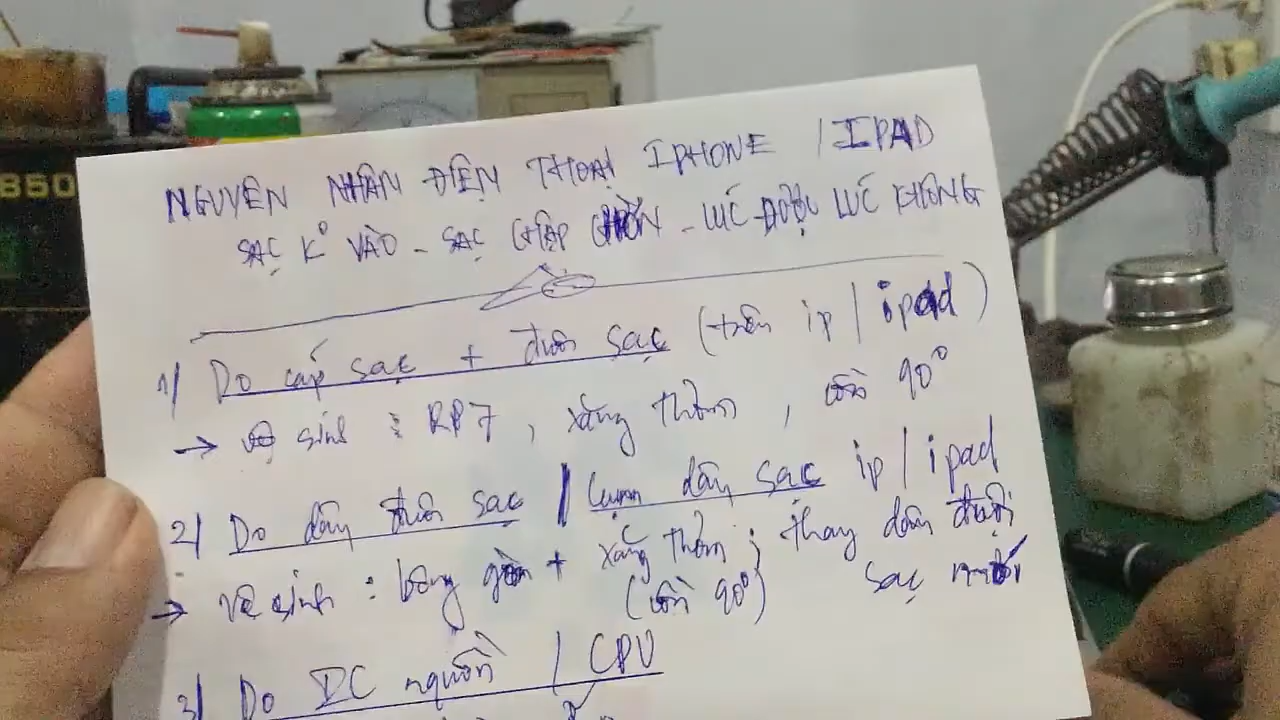 NGUYÊN NHÂN ĐIỆN THOẠI IPHONE / IPAD
SẠC K° VÀO - SẠC CHẬP CHỜN - LÚC ĐƯỢC LÚC KHÔNG
1) Do cáp sạc + đuôi sạc (trên ip / ipad)
→ vệ sinh : RP7, xăng thơm, cồn 90°
2) Do dây đuôi sạc / cụm dây sạc ip / ipad
→ vệ sinh : bông gòn + xăng thơm ; thay dây đuôi
(cồn 90°) sạc mới
3) Do IC nguồn / CPU
860